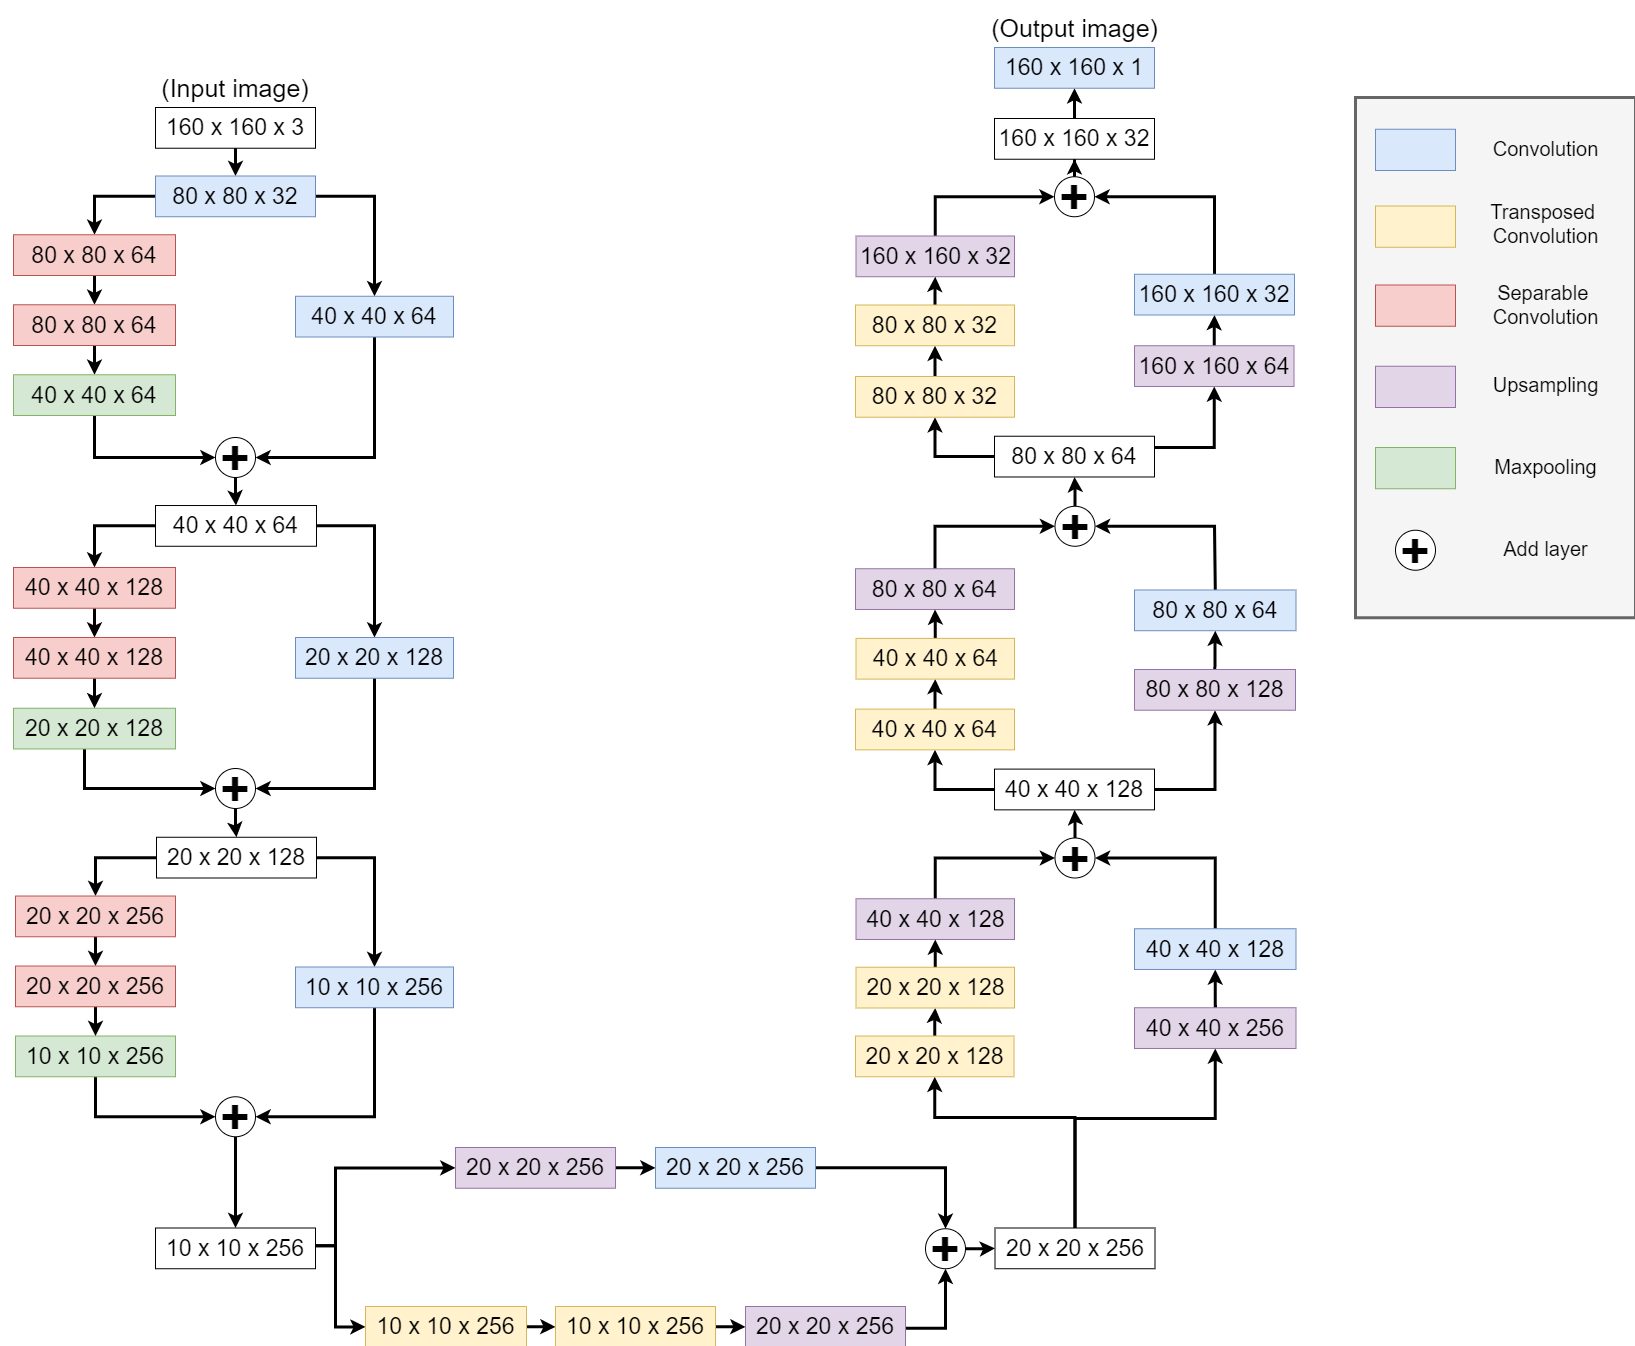 (Input image)
160 x 160 x 3
80 x 80 x 32
80 x 80 x 64
80 x 80 x 64
40 x 40 x 64
40 x 40 x 64
40 x 40 x 64
40 x 40 x 128
40 x 40 x 128
20 x 20 x 128
20 x 20 x 128
20 x 20 x 128
20 x 20 x 256
20 x 20 x 256
10 x 10 x 256
10 x 10 x 256
10 x 10 x 256
20 x 20 x 256
20 x 20 x 256
10 x 10 x 256
10 x 10 x 256
20 x 20 x 256
20 x 20 x 256
20 x 20 x 128
20 x 20 x 128
40 x 40 x 128
40 x 40 x 256
40 x 40 x 128
40 x 40 x 128
40 x 40 x 64
40 x 40 x 64
80 x 80 x 64
80 x 80 x 128
80 x 80 x 64
80 x 80 x 64
80 x 80 x 32
80 x 80 x 32
160 x 160 x 32
160 x 160 x 64
160 x 160 x 32
160 x 160 x 32
160 x 160 x 1
(Output image)
Convolution
Transposed
Convolution
Separable
Convolution
Upsampling
Maxpooling
Add layer